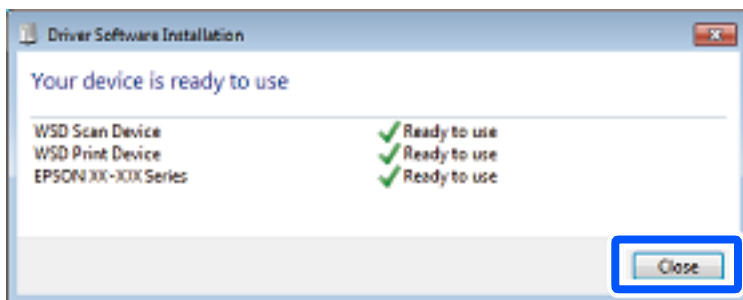 Driver Software Installation
Your device is ready to use
WSD Scan Device Ready to use
WSD Print Device Ready to use
EPSON XX-XXX Series Ready to use
Close